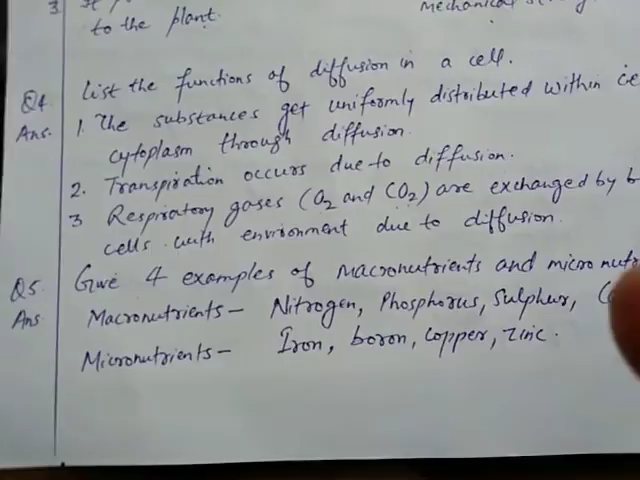 3.
Mechanical
to the plant.
Q4. List the functions of diffusion in a cell.
Ans. 1. The substances get uniformly distributed within
cytoplasm through diffusion.
2. Transpiration occurs due to diffusion.
3 Respiratory gases (O2 and CO2) are exchanged by
cells with environment due to diffusion.
Q5. Give 4 examples of macronutrients and micro
Ans Macronutrients - Nitrogen, Phosphorus, Sulphur,
Micronutrients - Iron, boron, Copper, Zinc.